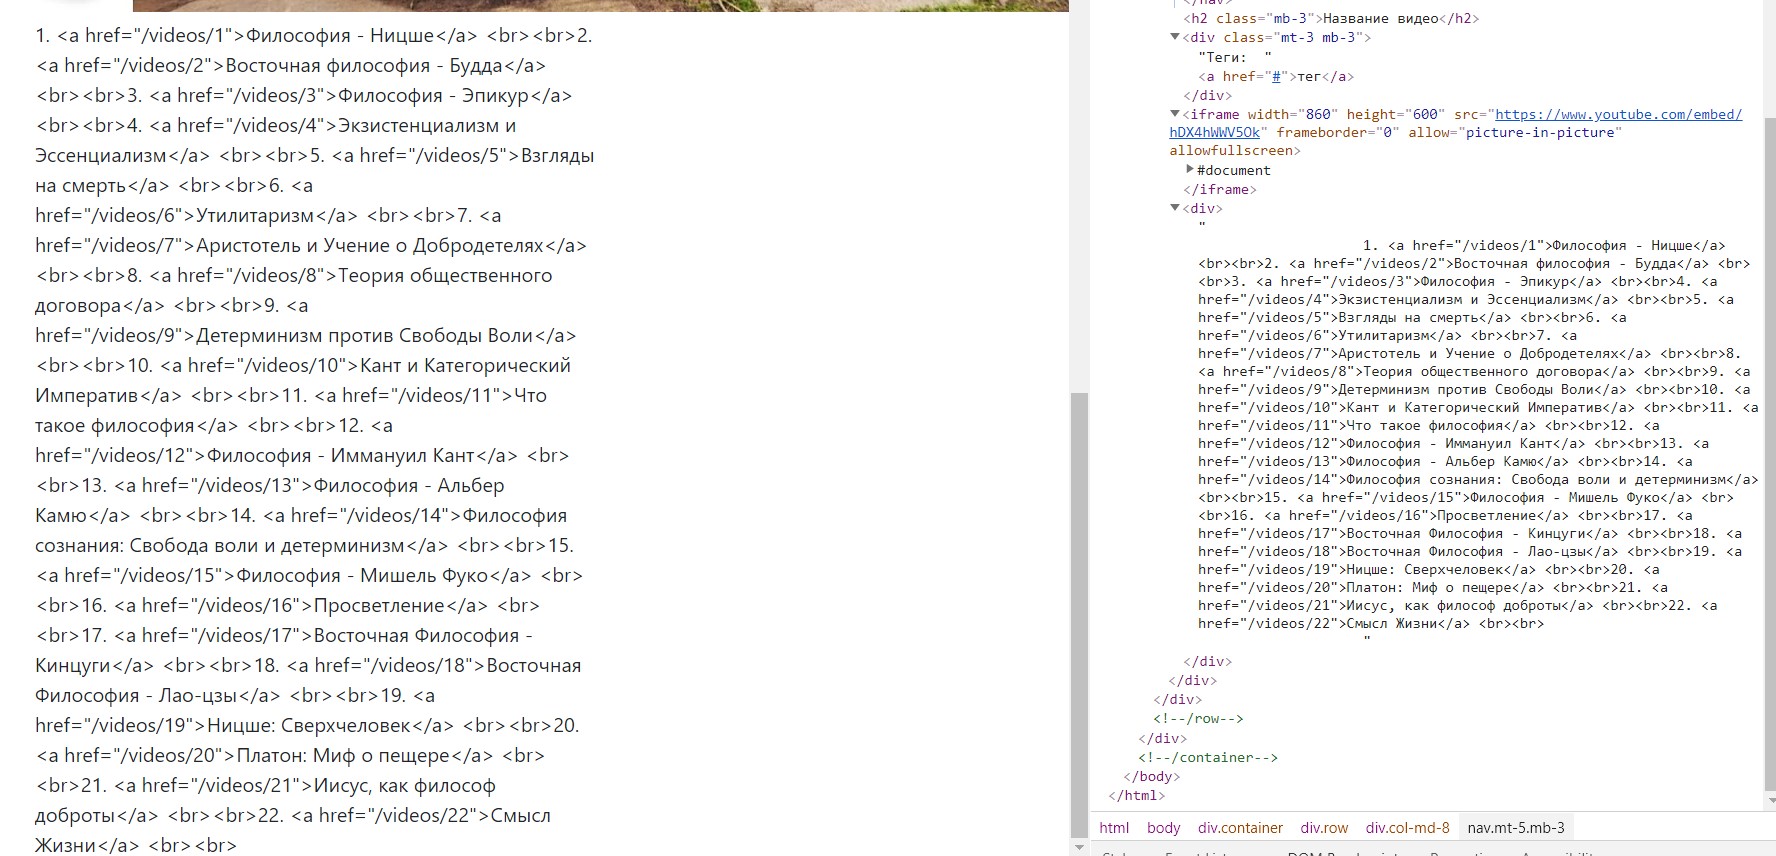 1. <a href="/videos/1">Философия - Ницше</a> <br><br>2.
<a href="/videos/2">Восточная философия - Будда</a>
<br><br>3. <a href="/videos/3">Философия - Эпикур</a>
<br><br>4. <a href="/videos/4">Экзистенциализм и
Эссенциализм</a> <br><br>5. <a href="/videos/5">Взгляды
на смерть</a> <br><br>6. <a
href="/videos/6">Утилитаризм</a> <br><br>7. <a
href="/videos/7">Аристотель и Учение о Добродетелях</a>
<br><br>8. <a href="/videos/8">Теория общественного
договора</a> <br><br>9. <a
href="/videos/9">Детерминизм против Свободы Воли</a>
<br><br>10. <a href="/videos/10">Кант и Категорический
Императив</a> <br><br>11. <a href="/videos/11">Что
такое философия</a> <br><br>12. <a
href="/videos/12">Философия - Иммануил Кант</a> <br>
<br>13. <a href="/videos/13">Философия - Альбер
Камю</a> <br><br>14. <a href="/videos/14">Философия
сознания: Свобода воли и детерминизм</a> <br><br>15.
<a href="/videos/15">Философия - Мишель Фуко</a> <br>
<br>16. <a href="/videos/16">Просветление</a> <br>
<br>17. <a href="/videos/17">Восточная Философия -
Кинцуги</a> <br><br>18. <a href="/videos/18">Восточная
Философия - Лао-цзы</a> <br><br>19. <a
href="/videos/19">Ницше: Сверхчеловек</a> <br><br>20.
<a href="/videos/20">Платон: Миф о пещере</a> <br>
<br>21. <a href="/videos/21">Иисус, как философ
доброты</a> <br><br>22. <a href="/videos/22">Смысл
Жизни</a> <br><br>
</nav>
<h2 class="mb-3">Название видео</h2>
<div class="mt-3 mb-3">
"Теги:  "
<a href="#">тег</a>
</div>
<iframe width="860" height="600" src="https://www.youtube.com/embed/
hDX4hWWV5Ok" frameborder="0" allow="picture-in-picture"
allowfullscreen>
#document
</iframe>
<div>
"
1. <a href="/videos/1">Философия - Ницше</a>
<br><br>2. <a href="/videos/2">Восточная философия - Будда</a> <br>
<br>3. <a href="/videos/3">Философия - Эпикур</a> <br><br>4. <a
href="/videos/4">Экзистенциализм и Эссенциализм</a> <br><br>5. <a
href="/videos/5">Взгляды на смерть</a> <br><br>6. <a
href="/videos/6">Утилитаризм</a> <br><br>7. <a
href="/videos/7">Аристотель и Учение о Добродетелях</a> <br><br>8.
<a href="/videos/8">Теория общественного договора</a> <br><br>9. <a
href="/videos/9">Детерминизм против Свободы Воли</a> <br><br>10. <a
href="/videos/10">Кант и Категорический Императив</a> <br><br>11. <a
href="/videos/11">Что такое философия</a> <br><br>12. <a
href="/videos/12">Философия - Иммануил Кант</a> <br><br>13. <a
href="/videos/13">Философия - Альбер Камю</a> <br><br>14. <a
href="/videos/14">Философия сознания: Свобода воли и детерминизм</a>
<br><br>15. <a href="/videos/15">Философия - Мишель Фуко</a> <br>
<br>16. <a href="/videos/16">Просветление</a> <br><br>17. <a
href="/videos/17">Восточная Философия - Кинцуги</a> <br><br>18. <a
href="/videos/18">Восточная Философия - Лао-цзы</a> <br><br>19. <a
href="/videos/19">Ницше: Сверхчеловек</a> <br><br>20. <a
href="/videos/20">Платон: Миф о пещере</a> <br><br>21. <a
href="/videos/21">Иисус, как философ доброты</a> <br><br>22. <a
href="/videos/22">Смысл Жизни</a> <br><br>
"
</div>
</div>
</div>
<!--/row-->
</div>
<!--/container-->
</body>
</html>
html body div.container div.row div.col-md-8 nav.mt-5.mb-3